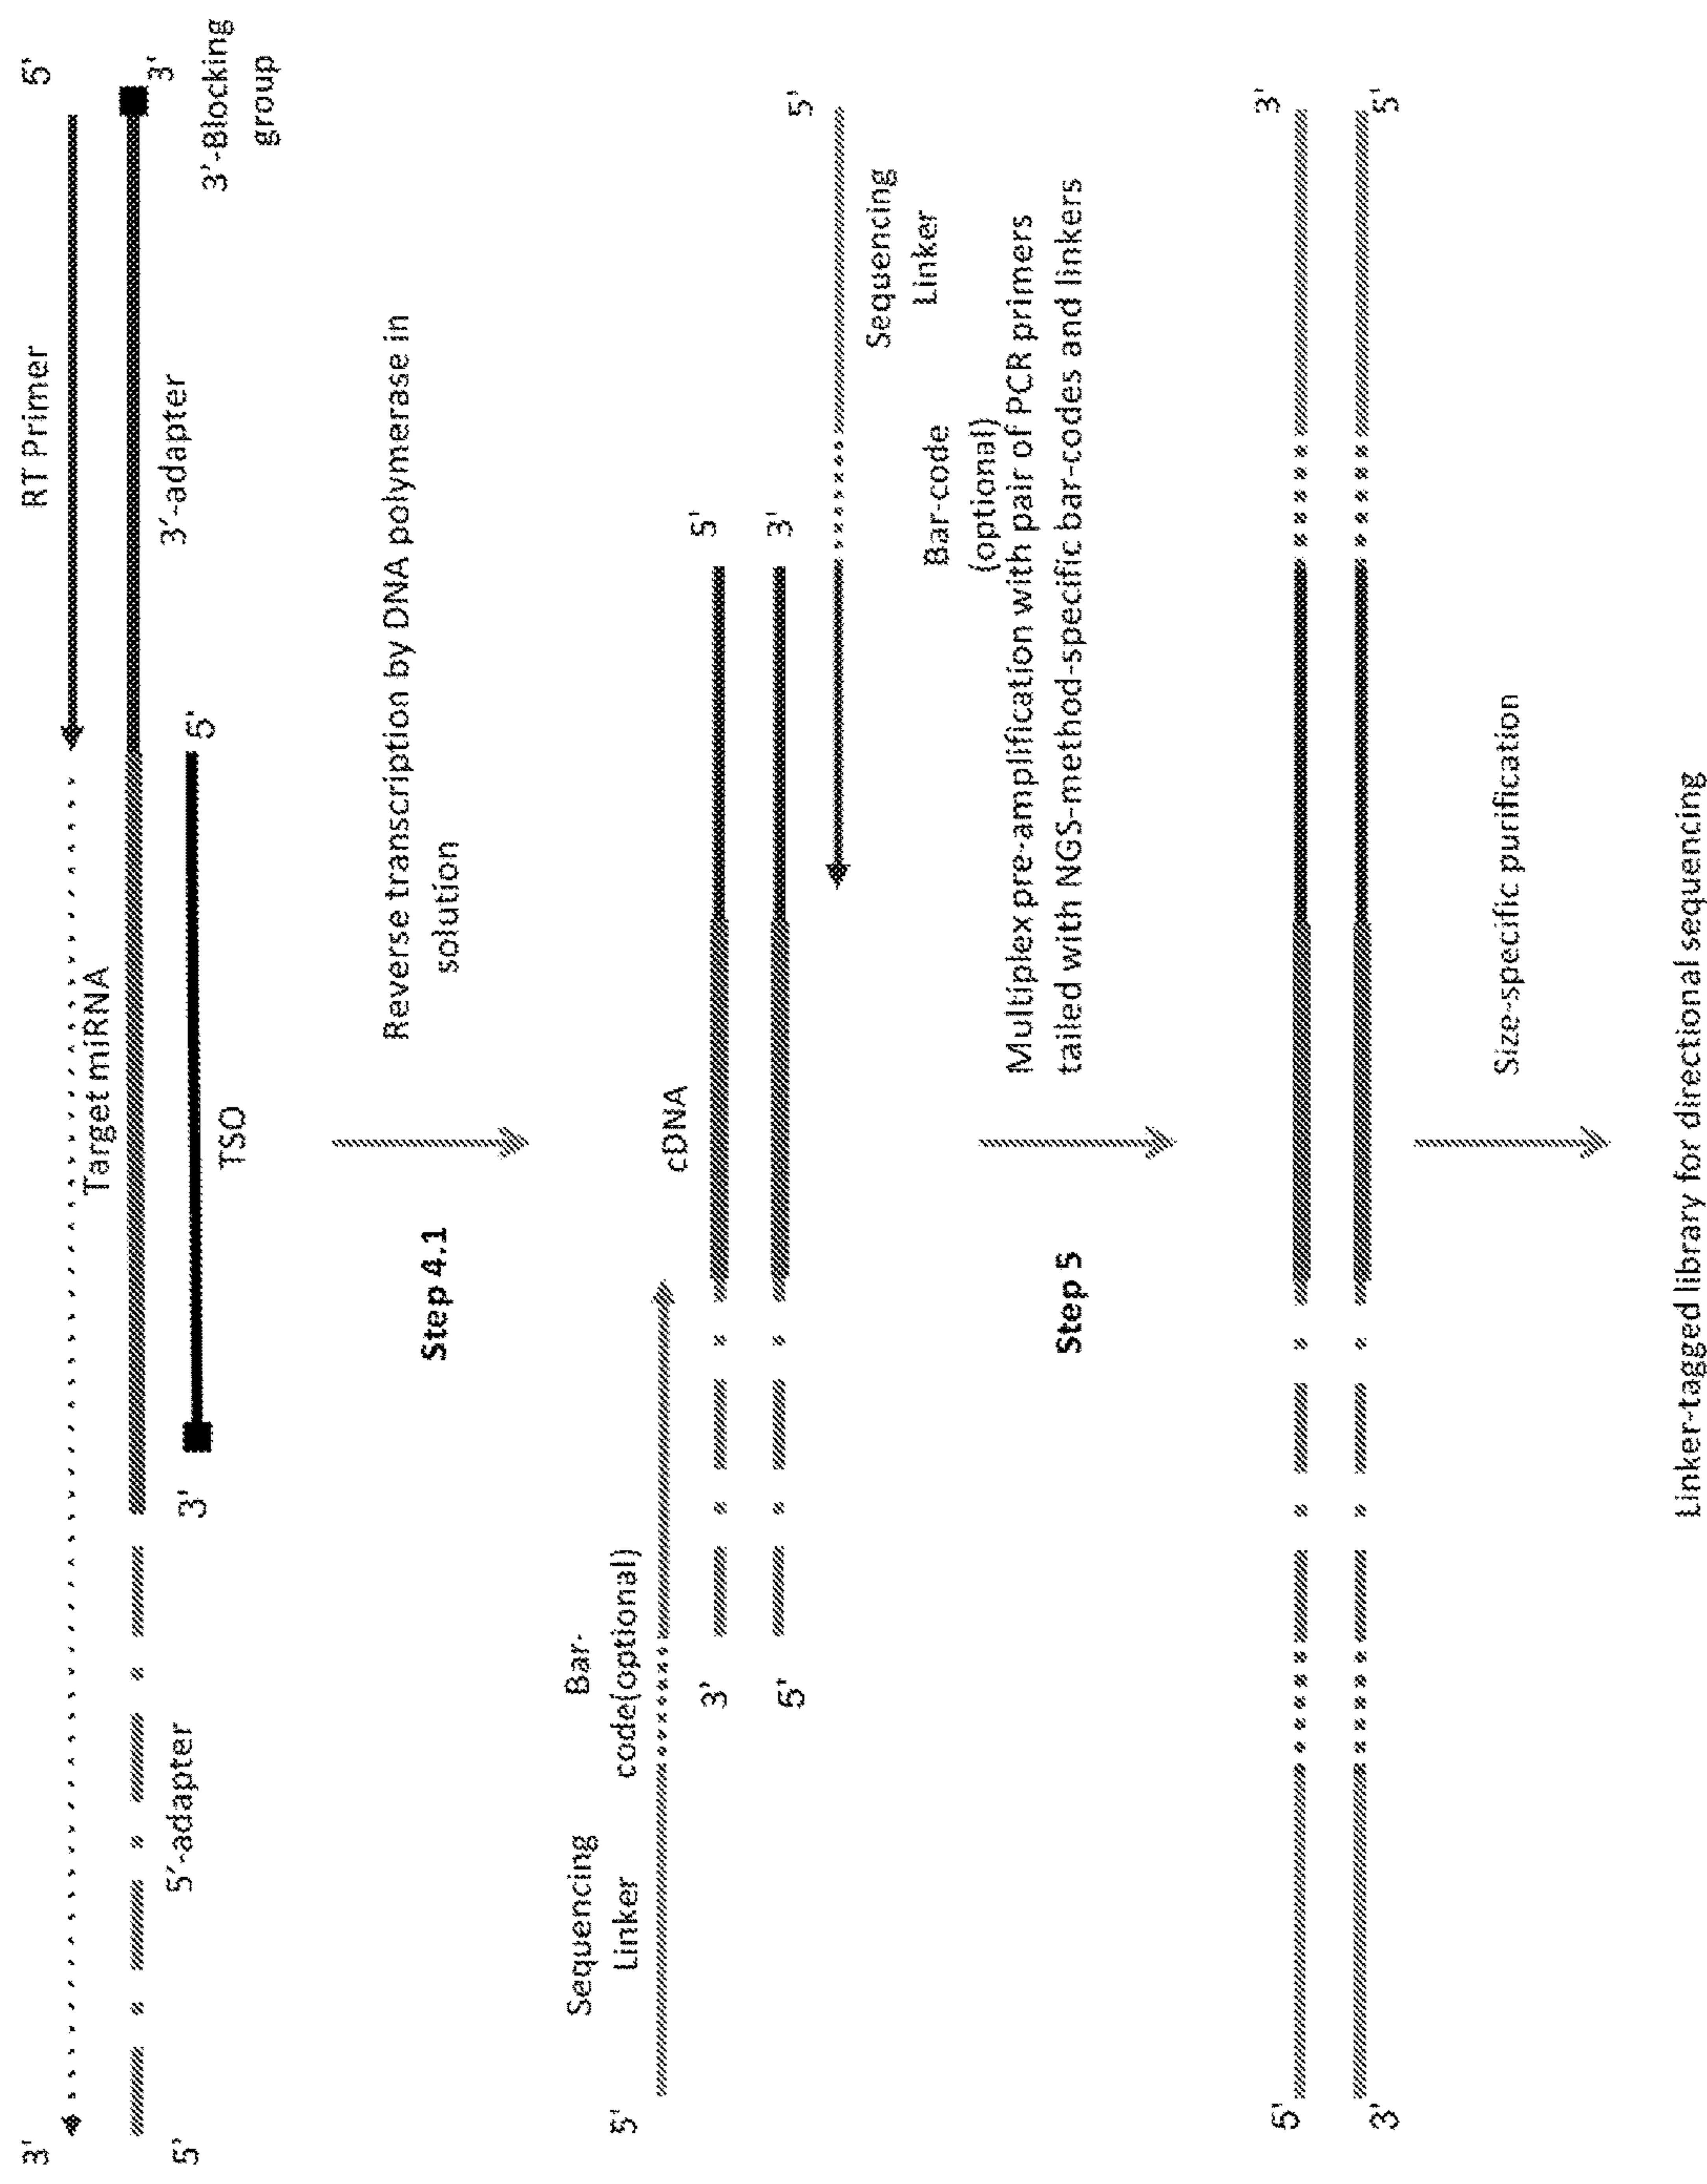 3'
RT Primer
5'
Target miRNA
5'
5'-adapter
3'-adapter
3'
3'-Blocking
group
3'
TSO
5'
Step 4.1
Reverse transcription by DNA polymerase in
solution
Sequencing
Linker
Bar-
code(optional)
5'
cDNA
3'
5'
5'
3'
5'
Sequencing
Linker
Bar-code
(optional)
Step 5
Multiplex pre-amplification with pair of PCR primers
tailed with NGS-method-specific bar-codes and linkers
5'
3'
3'
5'
Size-specific purification
Linker-tagged library for directional sequencing